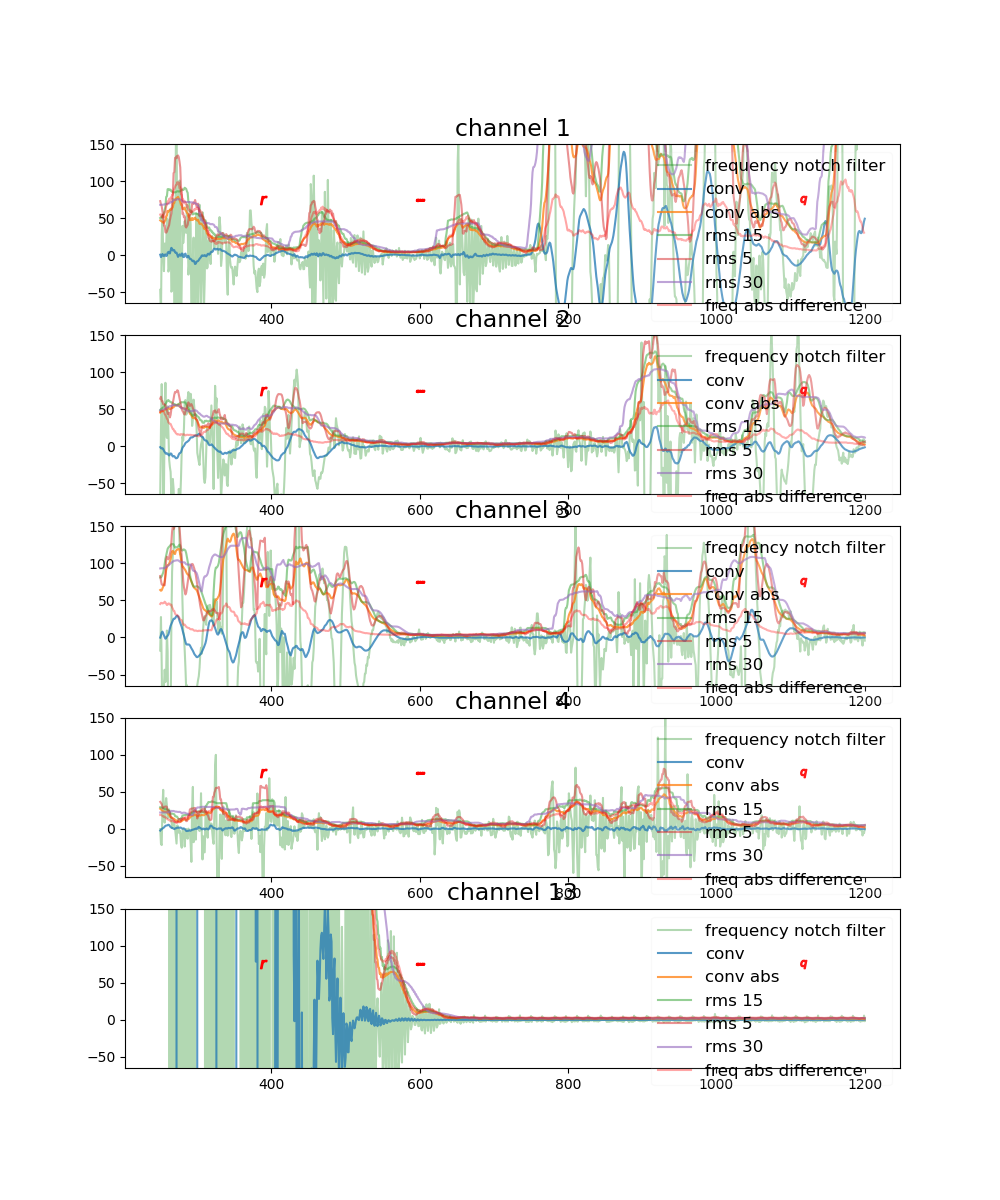 channel 1
150
100
50
0
−50
r
–
q
frequency notch filter
conv
conv abs
rms 15
rms 5
rms 30
freq abs difference
400
600
800
1000
1200
channel 2
150
100
50
0
−50
r
–
q
frequency notch filter
conv
conv abs
rms 15
rms 5
rms 30
freq abs difference
400
600
800
1000
1200
channel 3
150
100
50
0
−50
r
–
q
frequency notch filter
conv
conv abs
rms 15
rms 5
rms 30
freq abs difference
400
600
800
1000
1200
channel 4
150
100
50
0
−50
r
–
q
frequency notch filter
conv
conv abs
rms 15
rms 5
rms 30
freq abs difference
400
600
800
1000
1200
channel 13
150
100
50
0
−50
r
–
q
frequency notch filter
conv
conv abs
rms 15
rms 5
rms 30
freq abs difference
400
600
800
1000
1200